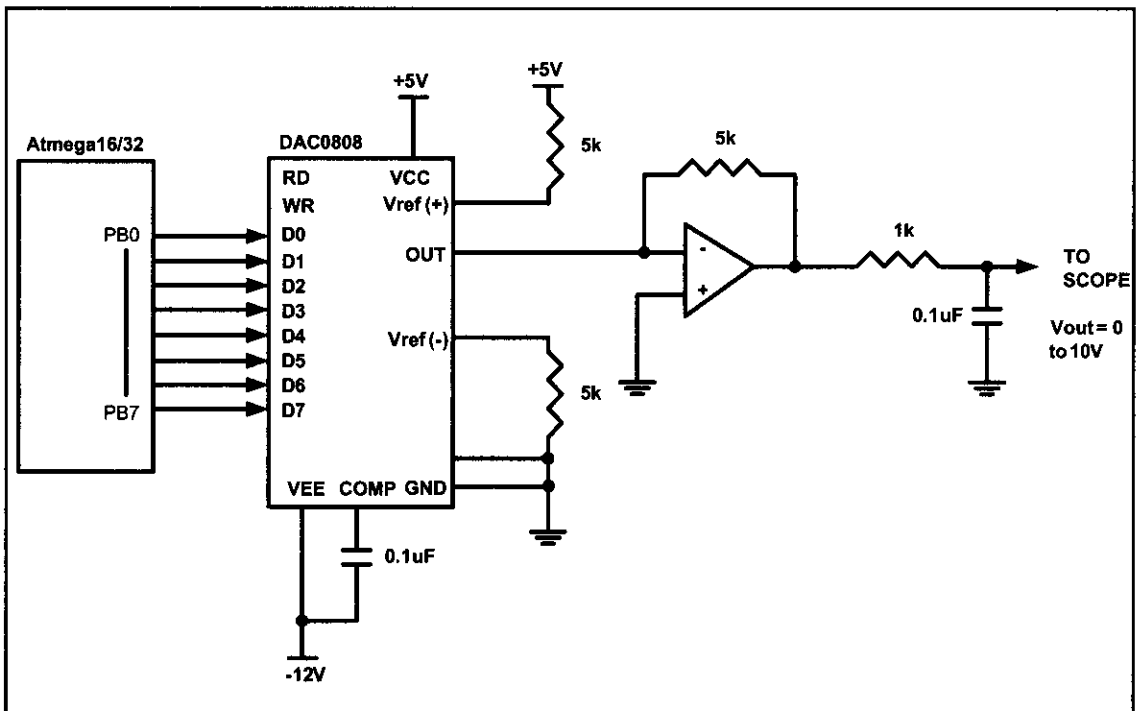 +5V
+5V
Atmega16/32
DAC0808
5k
5k
RD
VCC
WR
Vref (+)
PB0
D0
1k
D1
OUT
TO
SCOPE
D2
-
D3
+
0.1uF
D4
Vref (-)
Vout = 0
to 10V
D5
D6
5k
PB7
D7
VEE
COMP
GND
0.1uF
-12V